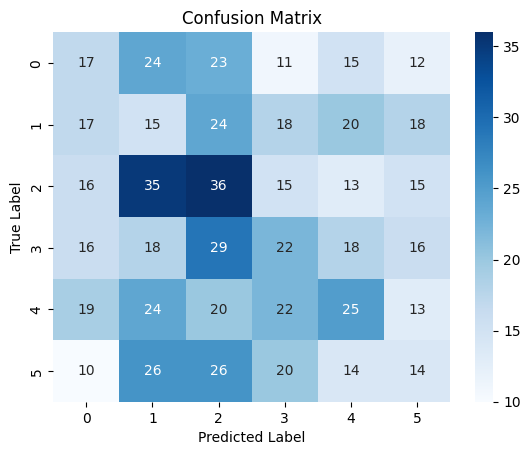 Confusion Matrix
True Label
0 17 24 23 11 15 12
1 17 15 24 18 20 18
2 16 35 36 15 13 15
3 16 18 29 22 18 16
4 19 24 20 22 25 13
5 10 26 26 20 14 14
0 1 2 3 4 5
Predicted Label
35
30
25
20
15
10